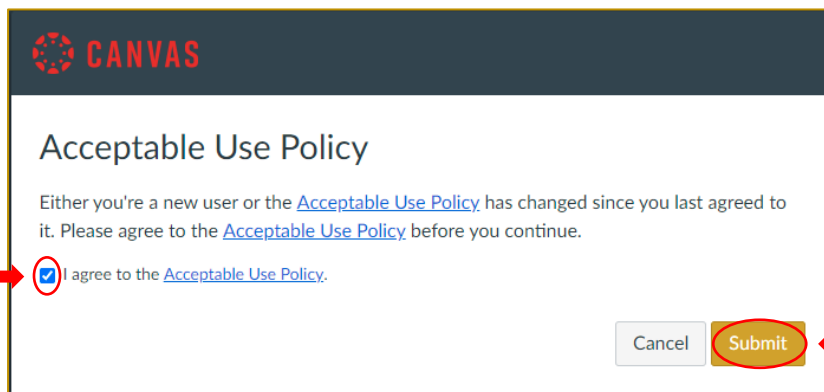 CANVAS
Acceptable Use Policy
Either you're a new user or the Acceptable Use Policy has changed since you last agreed to
it. Please agree to the Acceptable Use Policy before you continue.
I agree to the Acceptable Use Policy.
Cancel Submit